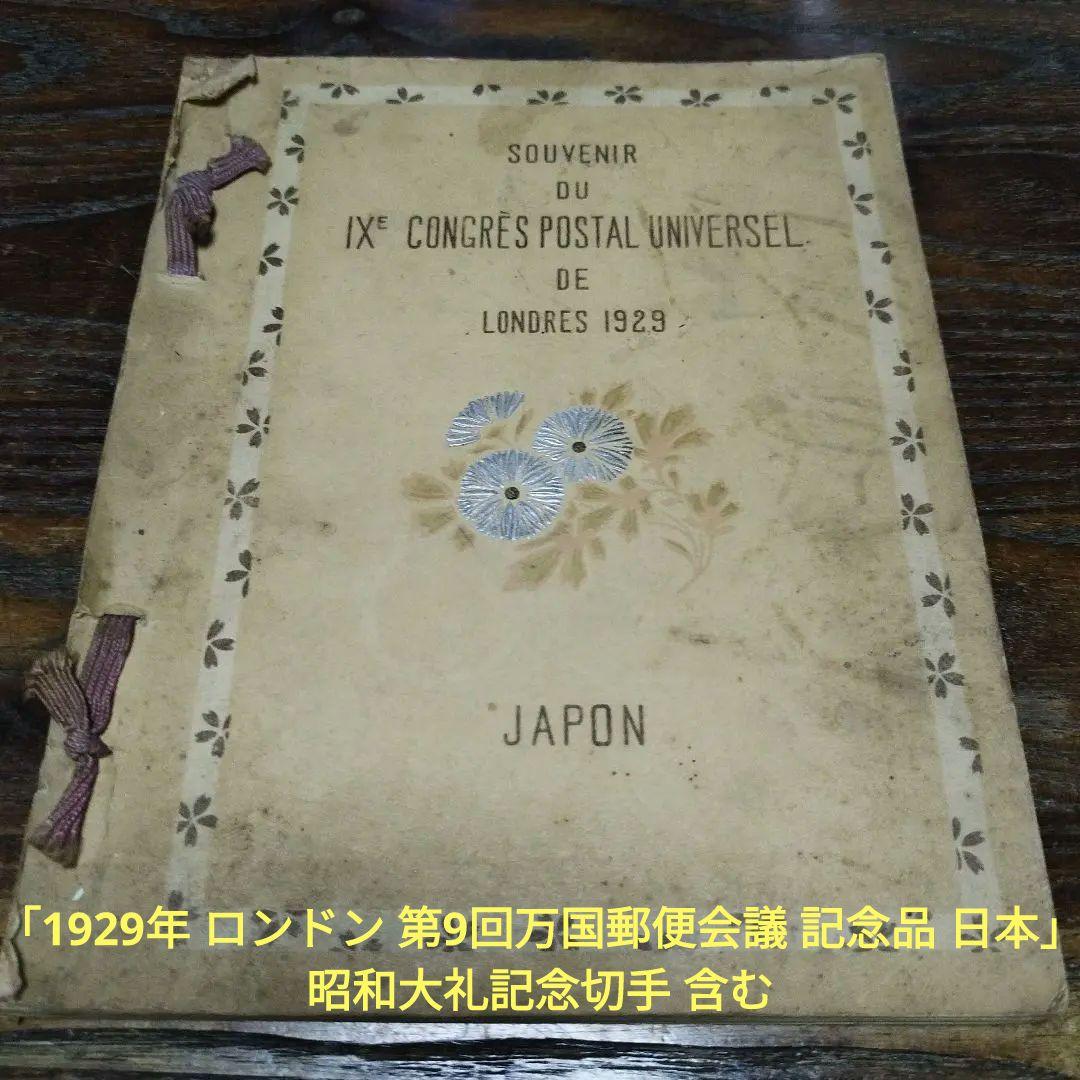 SOUVENIR
DU
IXᴱ CONGRÈS POSTAL UNIVERSEL
DE
LONDRES 1929
JAPON
「1929年 ロンドン 第9回万国郵便会議 記念品 日本」
昭和大礼記念切手 含む